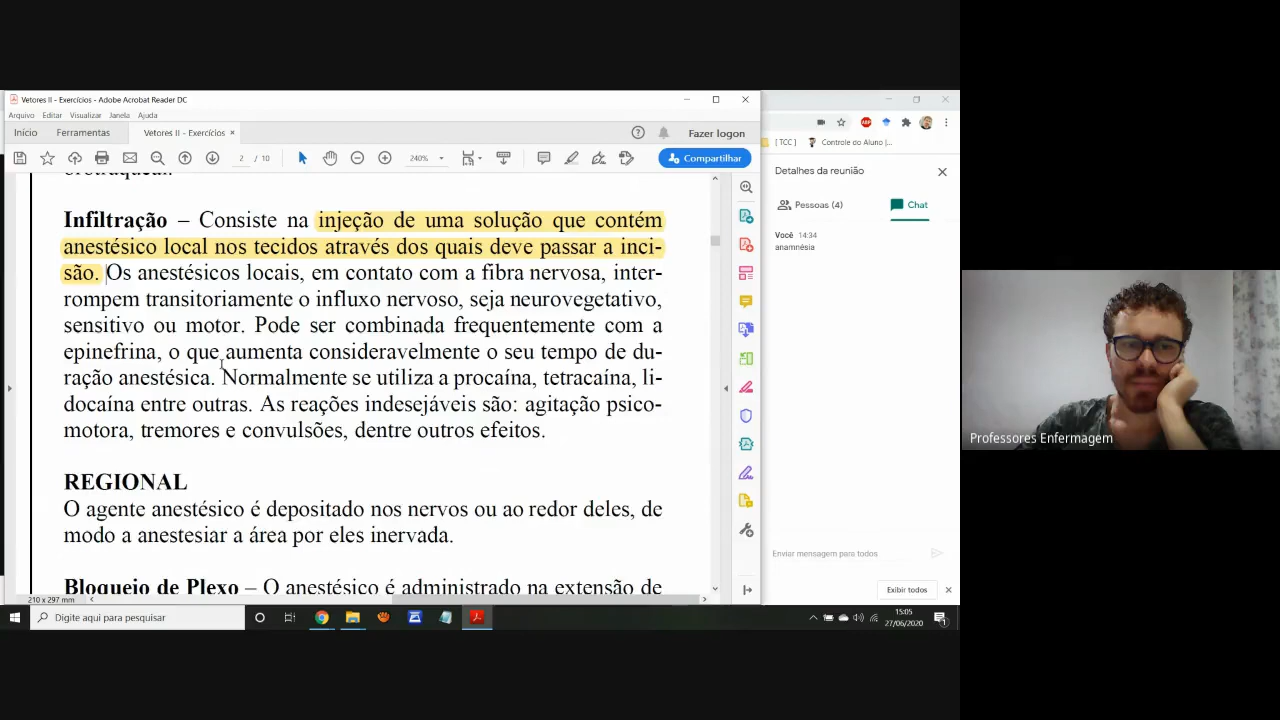 Vetores II - Exercícios - Adobe Acrobat Reader DC
Arquivo Editar Visualizar Janela Ajuda
Início Ferramentas Vetores II - Exercícios × Fazer logon
2 / 10 240% Compartilhar
Infiltração – Consiste na injeção de uma solução que contém
anestésico local nos tecidos através dos quais deve passar a inci-
são. Os anestésicos locais, em contato com a fibra nervosa, inter-
rompem transitoriamente o influxo nervoso, seja neurovegetativo,
sensitivo ou motor. Pode ser combinada frequentemente com a
epinefrina, o que aumenta consideravelmente o seu tempo de du-
ração anestésica. Normalmente se utiliza a procaína, tetracaína, li-
docaína entre outras. As reações indesejáveis são: agitação psico-
motora, tremores e convulsões, dentre outros efeitos.
REGIONAL
O agente anestésico é depositado nos nervos ou ao redor deles, de
modo a anestesiar a área por eles inervada.
Bloqueio de Plexo – O anestésico é administrado na extensão de
210 x 297 mm
ABP
[ TCC ] Controle do Aluno |...
Detalhes da reunião
Pessoas (4) Chat
Você 14:34
anamnésia
Enviar mensagem para todos
Exibir todos
Digite aqui para pesquisar
15:05
27/06/2020
Professores Enfermagem